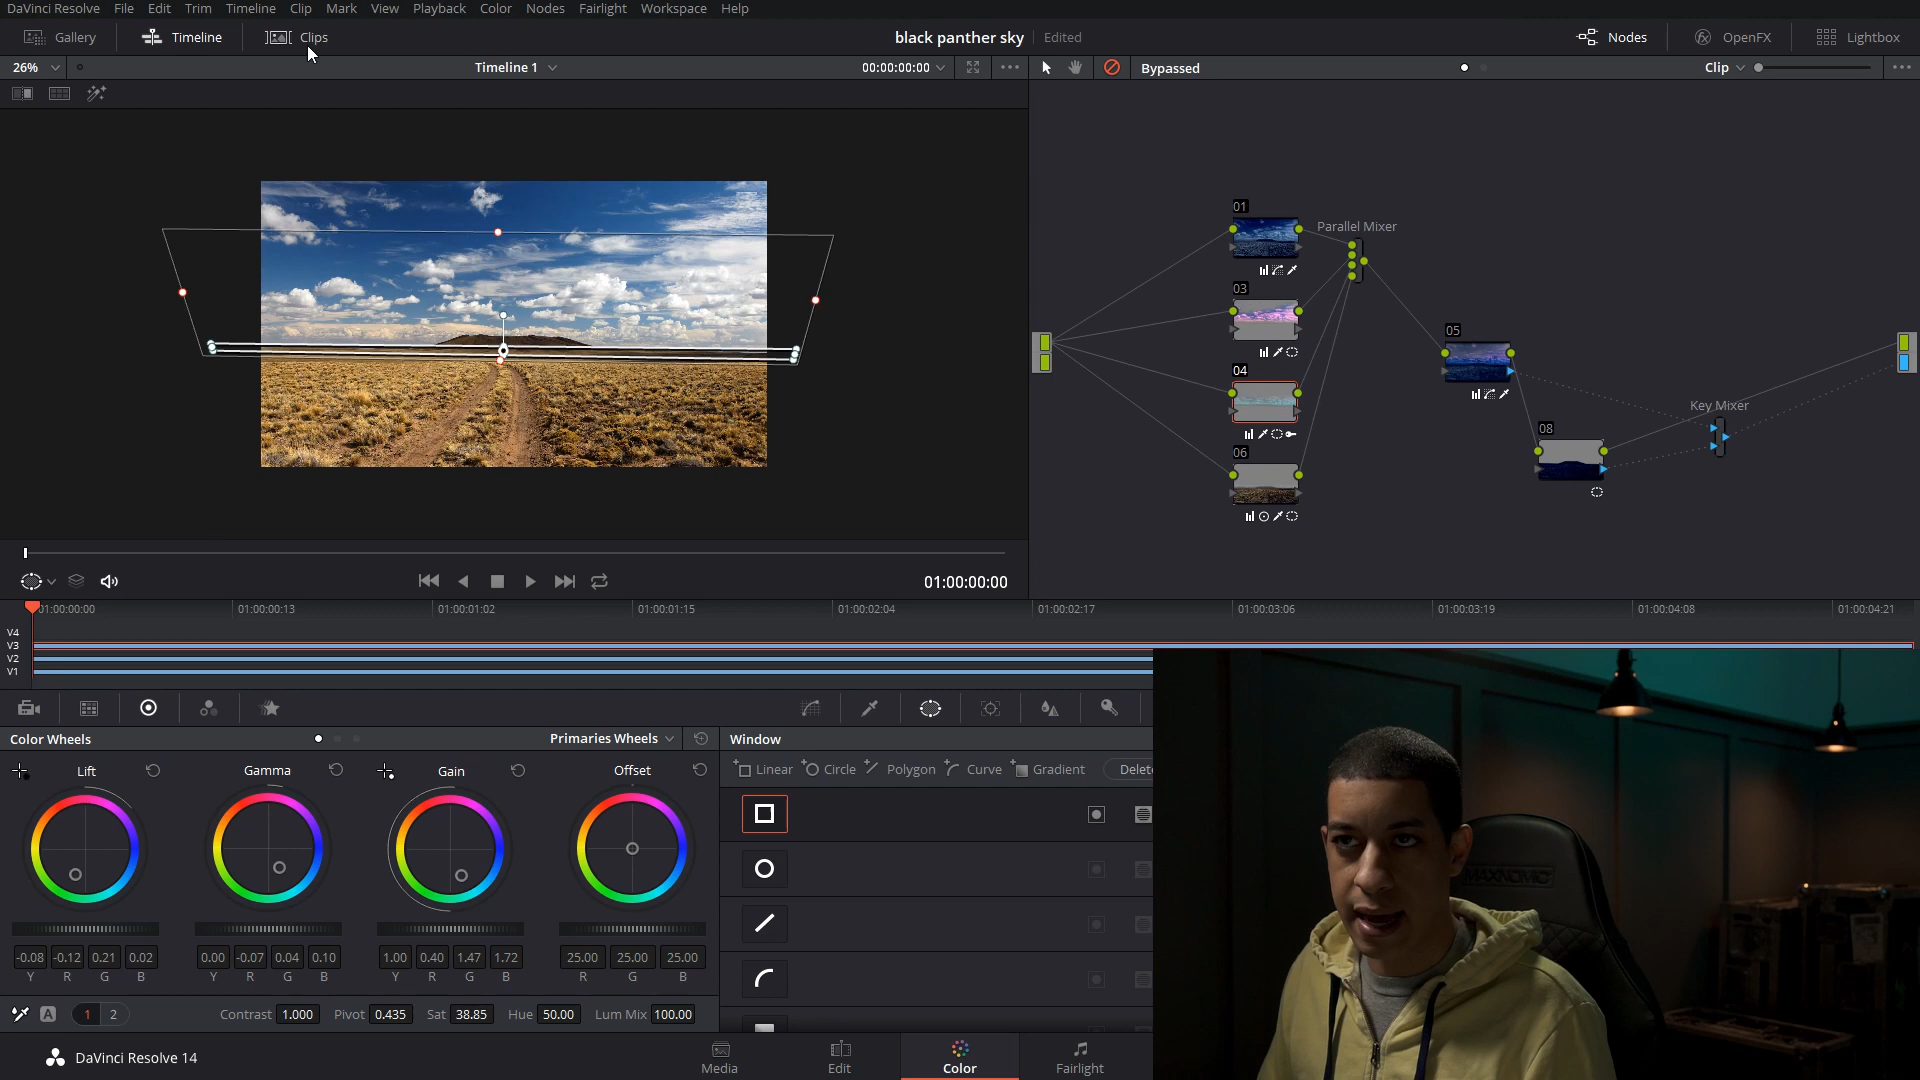 DaVinci Resolve File Edit Trim Timeline Clip Mark View Playback Color Nodes Fairlight Workspace Help
Gallery Timeline Clips black panther sky Edited Nodes OpenFX Lightbox
26% Timeline 1 00:00:00:00 Bypassed Clip
01
Parallel Mixer
03
04
05
Key Mixer
08
06
01:00:00:00
01:00:00:00 01:00:00:13 01:00:01:02 01:00:01:15 01:00:02:04 01:00:02:17 01:00:03:06 01:00:03:19 01:00:04:08 01:00:04:21
V4
V3
V2
V1
Color Wheels Primaries Wheels Window
Lift Gamma Gain Offset
Linear Circle Polygon Curve Gradient Delet
-0.08 -0.12 0.21 0.02 0.00 -0.07 0.04 0.10 1.00 0.40 1.47 1.72 25.00 25.00 25.00
Y R G B Y R G B Y R G B R G B
A 1 2 Contrast 1.000 Pivot 0.435 Sat 38.85 Hue 50.00 Lum Mix 100.00
DaVinci Resolve 14 Media Edit Color Fairlight
MAXNOMIC